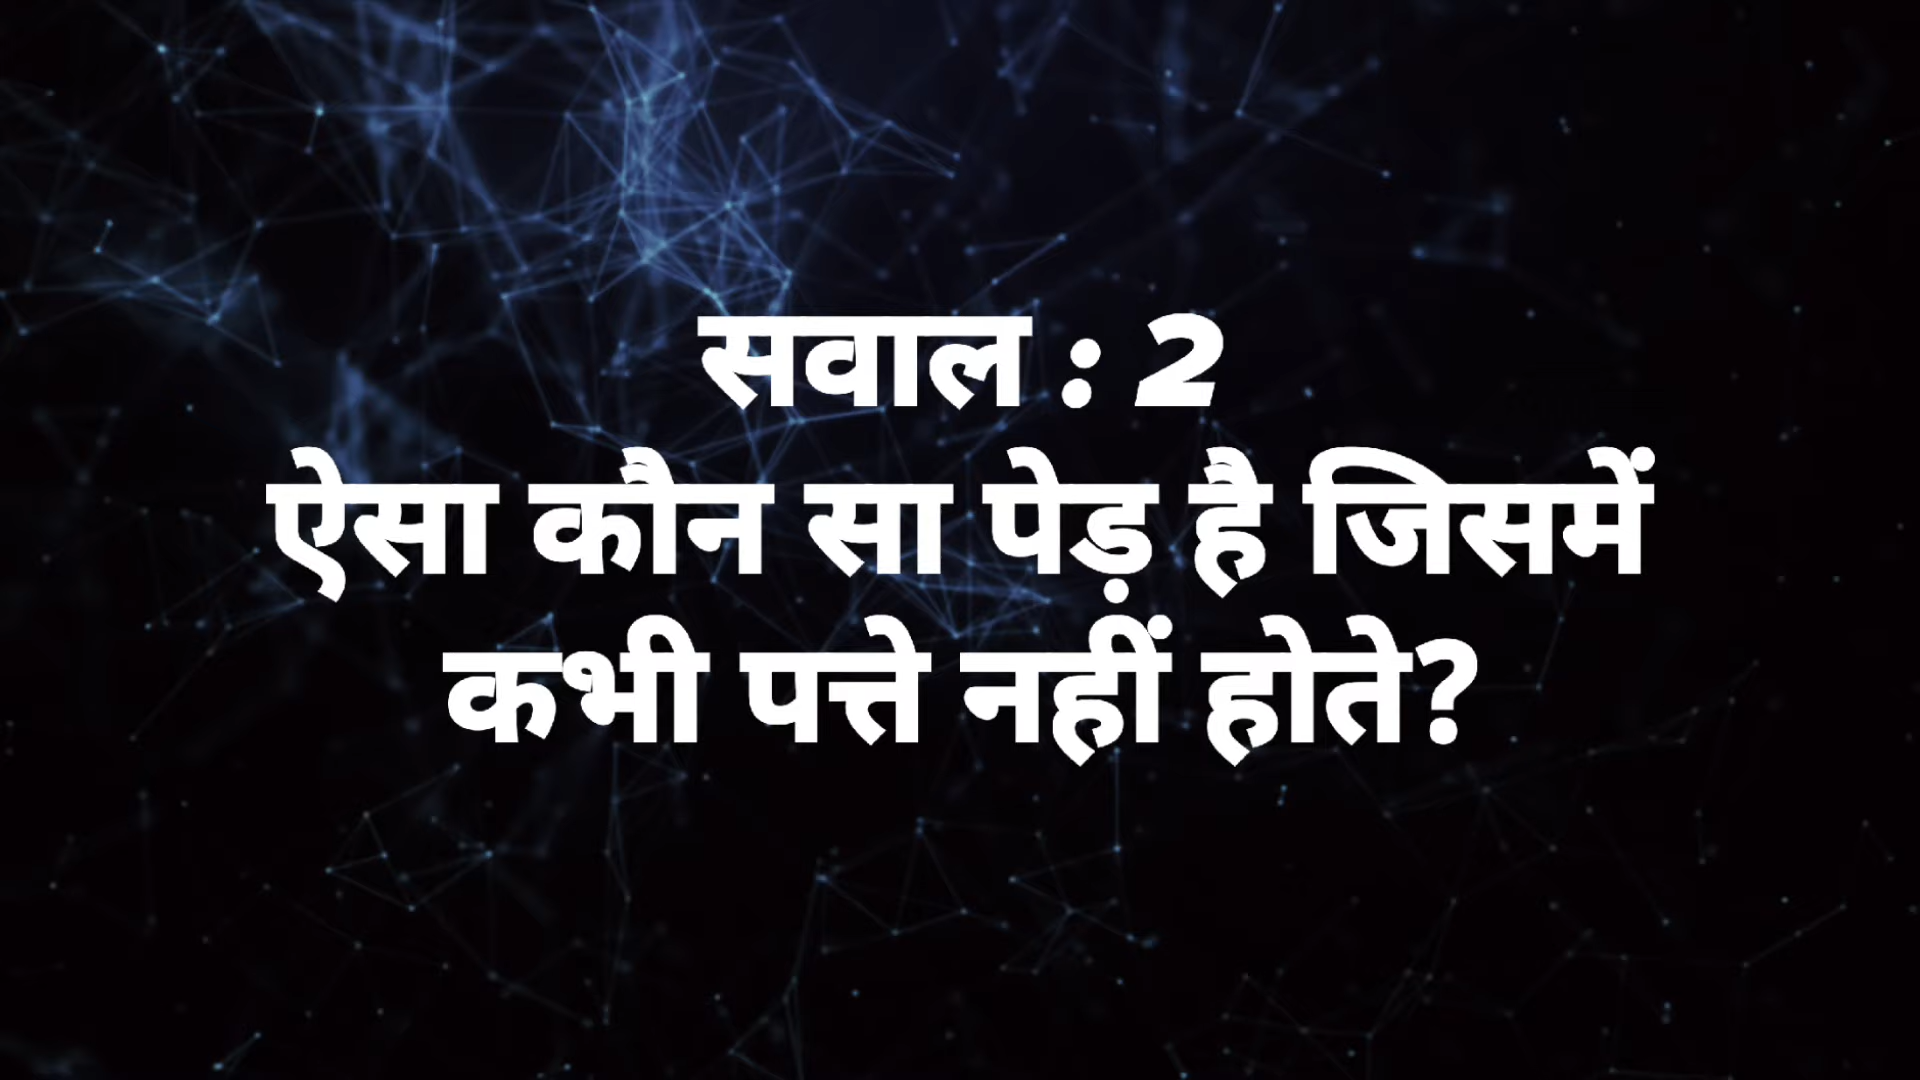 सवाल : 2
ऐसा कौन सा पेड़ है जिसमें
कभी पत्ते नहीं होते?